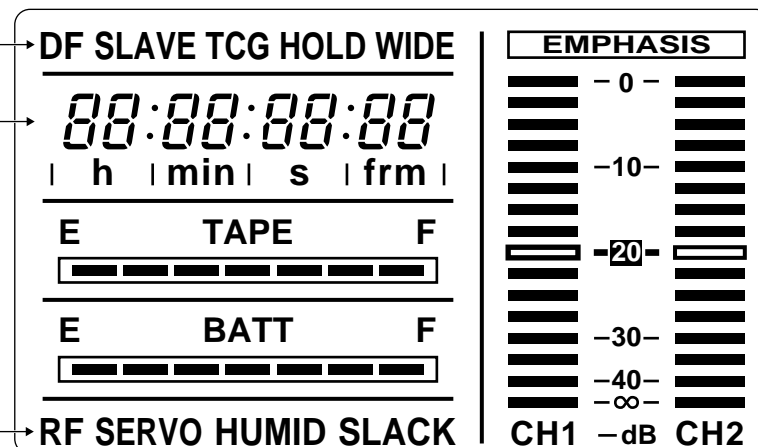 DF SLAVE TCG HOLD WIDE
88:88:88:88
h min s frm
E TAPE F
E BATT F
RF SERVO HUMID SLACK
EMPHASIS
0
10
20
30
40
∞
CH1 –dB CH2